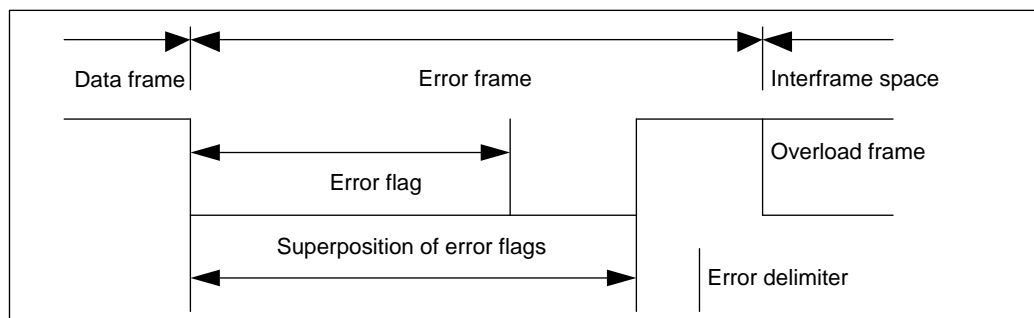 Data frame
Error frame
Interframe space
Overload frame
Error flag
Superposition of error flags
Error delimiter